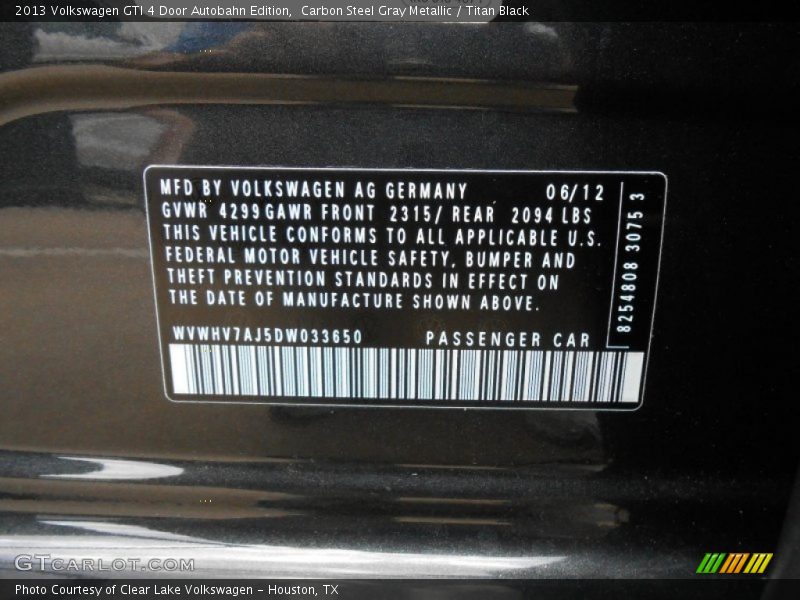 2013 Volkswagen GTI 4 Door Autobahn Edition,  Carbon Steel Gray Metallic / Titan Black
MFD BY VOLKSWAGEN AG GERMANY 06/12
GVWR 4299 GAWR FRONT 2315/ REAR 2094 LBS
THIS VEHICLE CONFORMS TO ALL APPLICABLE U.S.
FEDERAL MOTOR VEHICLE SAFETY, BUMPER AND
THEFT PREVENTION STANDARDS IN EFFECT ON
THE DATE OF MANUFACTURE SHOWN ABOVE.
WVWHV7AJ5DW033650 PASSENGER CAR
8254808 3075 3
GTCARLOT.COM
Photo Courtesy of Clear Lake Volkswagen – Houston, TX